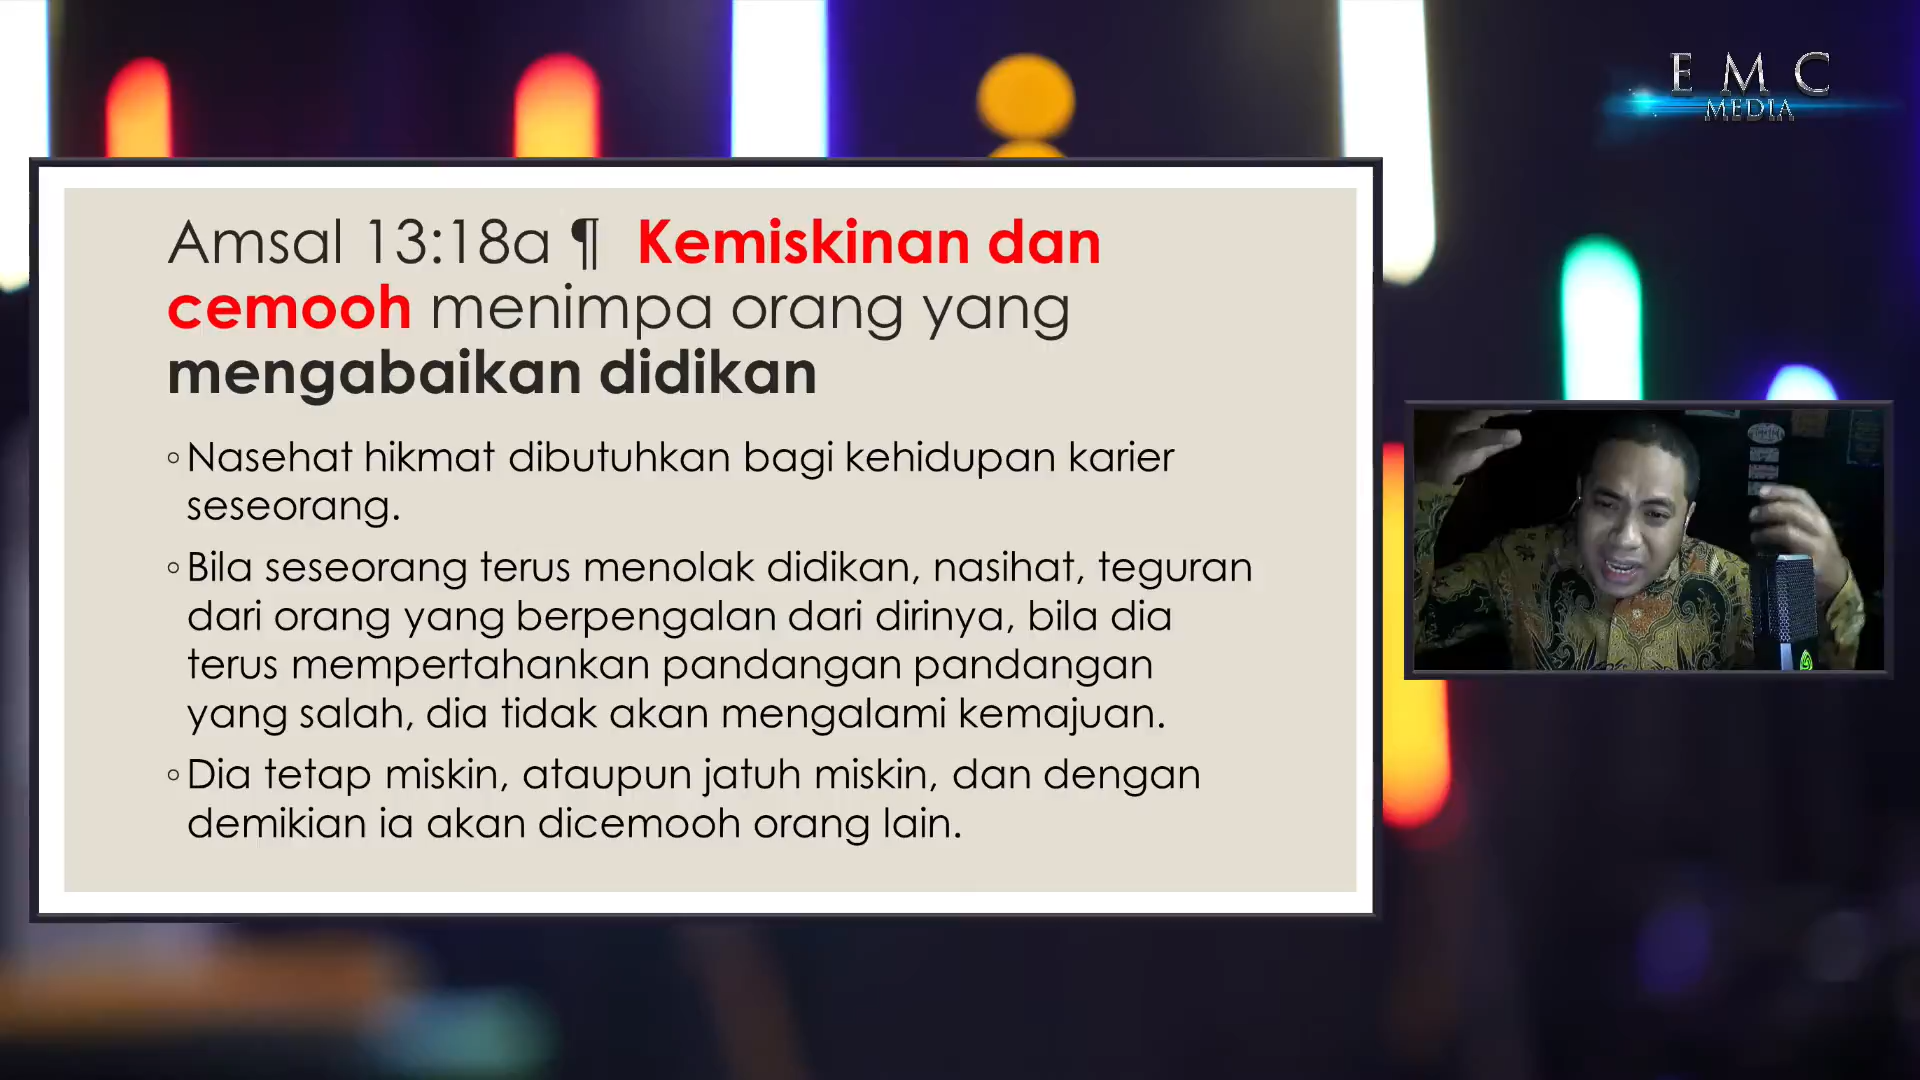 E M C
MEDIA
Amsal 13:18a ¶ Kemiskinan dan
cemooh menimpa orang yang
mengabaikan didikan
◦Nasehat hikmat dibutuhkan bagi kehidupan karier
seseorang.
◦Bila seseorang terus menolak didikan, nasihat, teguran
dari orang yang berpengalan dari dirinya, bila dia
terus mempertahankan pandangan pandangan
yang salah, dia tidak akan mengalami kemajuan.
◦Dia tetap miskin, ataupun jatuh miskin, dan dengan
demikian ia akan dicemooh orang lain.